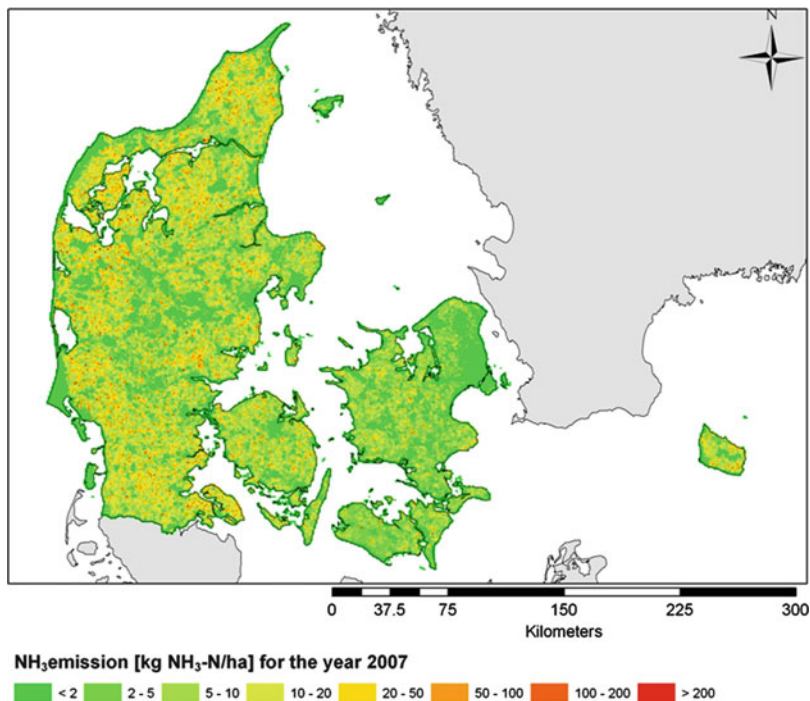 N
0 37.5 75 150 225 300
Kilometers
NH₃emission [kg NH₃-N/ha] for the year 2007
< 2 2 - 5 5 - 10 10 - 20 20 - 50 50 - 100 100 - 200 > 200